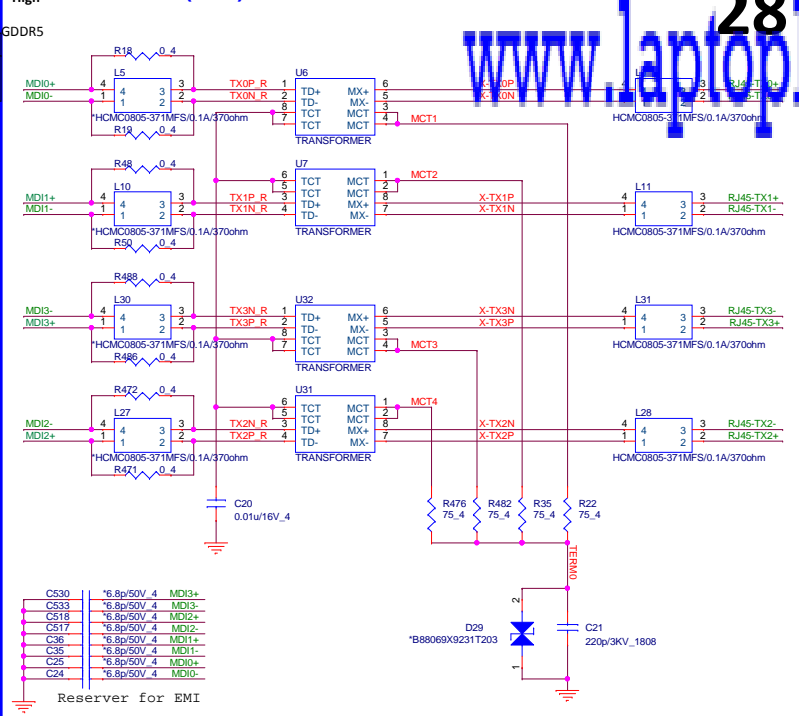 28
GDDR5
www.laptop
R18 0_4
L5
MDI0+ 4 4 3 3 TX0P_R 1 TD+ MX+ 6 X-TX0P
MDI0- 1 1 2 2 TX0N_R 2 TD- MX- 5 X-TX0N
U6
8 TCT MCT 3
7 TCT MCT 4 MCT1
*HCMC0805-371MFS/0.1A/370ohm
HCMC0805-371MFS/0.1A/370ohm
R19 0_4
TRANSFORMER
R48 0_4
U7
6 TCT MCT 1 MCT2
5 TCT MCT 2
L10
L11
MDI1+ 4 4 3 3 TX1P_R 3 TD+ MX+ 8 X-TX1P 4 4 3 3 RJ45-TX1+
MDI1- 1 1 2 2 TX1N_R 4 TD- MX- 7 X-TX1N 1 1 2 2 RJ45-TX1-
*HCMC0805-371MFS/0.1A/370ohm
TRANSFORMER
HCMC0805-371MFS/0.1A/370ohm
R50 0_4
R488 0_4
L30
U32
L31
MDI3- 4 4 3 3 TX3N_R 1 TD+ MX+ 6 X-TX3N 4 4 3 3 RJ45-TX3-
MDI3+ 1 1 2 2 TX3P_R 2 TD- MX- 5 X-TX3P 1 1 2 2 RJ45-TX3+
8 TCT MCT 3
7 TCT MCT 4 MCT3
*HCMC0805-371MFS/0.1A/370ohm
HCMC0805-371MFS/0.1A/370ohm
R486 0_4
TRANSFORMER
R472 0_4
U31
6 TCT MCT 1 MCT4
5 TCT MCT 2
L27
L28
MDI2- 4 4 3 3 TX2N_R 3 TD+ MX+ 8 X-TX2N 4 4 3 3 RJ45-TX2-
MDI2+ 1 1 2 2 TX2P_R 4 TD- MX- 7 X-TX2P 1 1 2 2 RJ45-TX2+
*HCMC0805-371MFS/0.1A/370ohm
TRANSFORMER
HCMC0805-371MFS/0.1A/370ohm
R471 0_4
C20
0.01u/16V_4
R476 R482 R35 R22
75_4 75_4 75_4 75_4
TERM0
C530 *6.8p/50V_4 MDI3+
C533 *6.8p/50V_4 MDI3-
C518 *6.8p/50V_4 MDI2+
C517 *6.8p/50V_4 MDI2-
C36 *6.8p/50V_4 MDI1+
C35 *6.8p/50V_4 MDI1-
C25 *6.8p/50V_4 MDI0+
C24 *6.8p/50V_4 MDI0-
Reserver for EMI
2
D29
*B88069X9231T203
1
C21
220p/3KV_1808